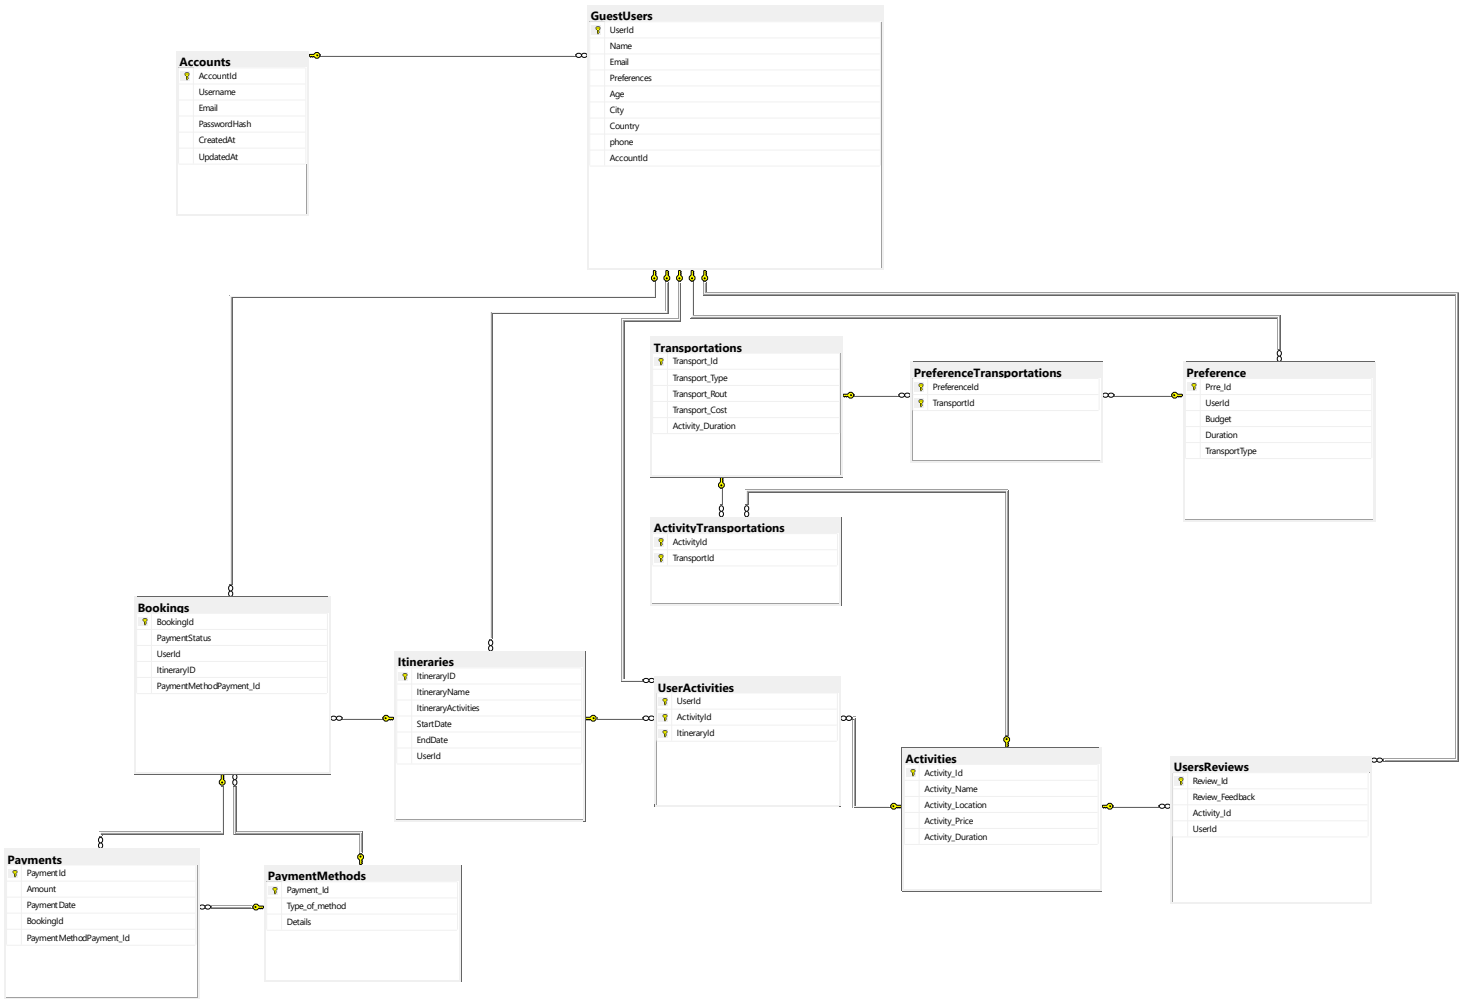 GuestUsers
UserId
Name
Email
Preferences
Age
City
Country
phone
AccountId
Accounts
AccountId
Username
Email
PasswordHash
CreatedAt
UpdatedAt
Transportations
Transport_Id
Transport_Type
Transport_Rout
Transport_Cost
Activity_Duration
PreferenceTransportations
PreferenceId
TransportId
Preference
Prre_Id
UserId
Budget
Duration
TransportType
ActivityTransportations
ActivityId
TransportId
Bookings
BookingId
PaymentStatus
UserId
ItineraryID
PaymentMethodPayment_Id
Itineraries
ItineraryID
ItineraryName
ItineraryActivities
StartDate
EndDate
UserId
UserActivities
UserId
ActivityId
ItineraryId
Activities
Activity_Id
Activity_Name
Activity_Location
Activity_Price
Activity_Duration
UsersReviews
Review_Id
Review_Feedback
Activity_Id
UserId
Payments
PaymentId
Amount
PaymentDate
BookingId
PaymentMethodPayment_Id
PaymentMethods
Payment_Id
Type_of_method
Details